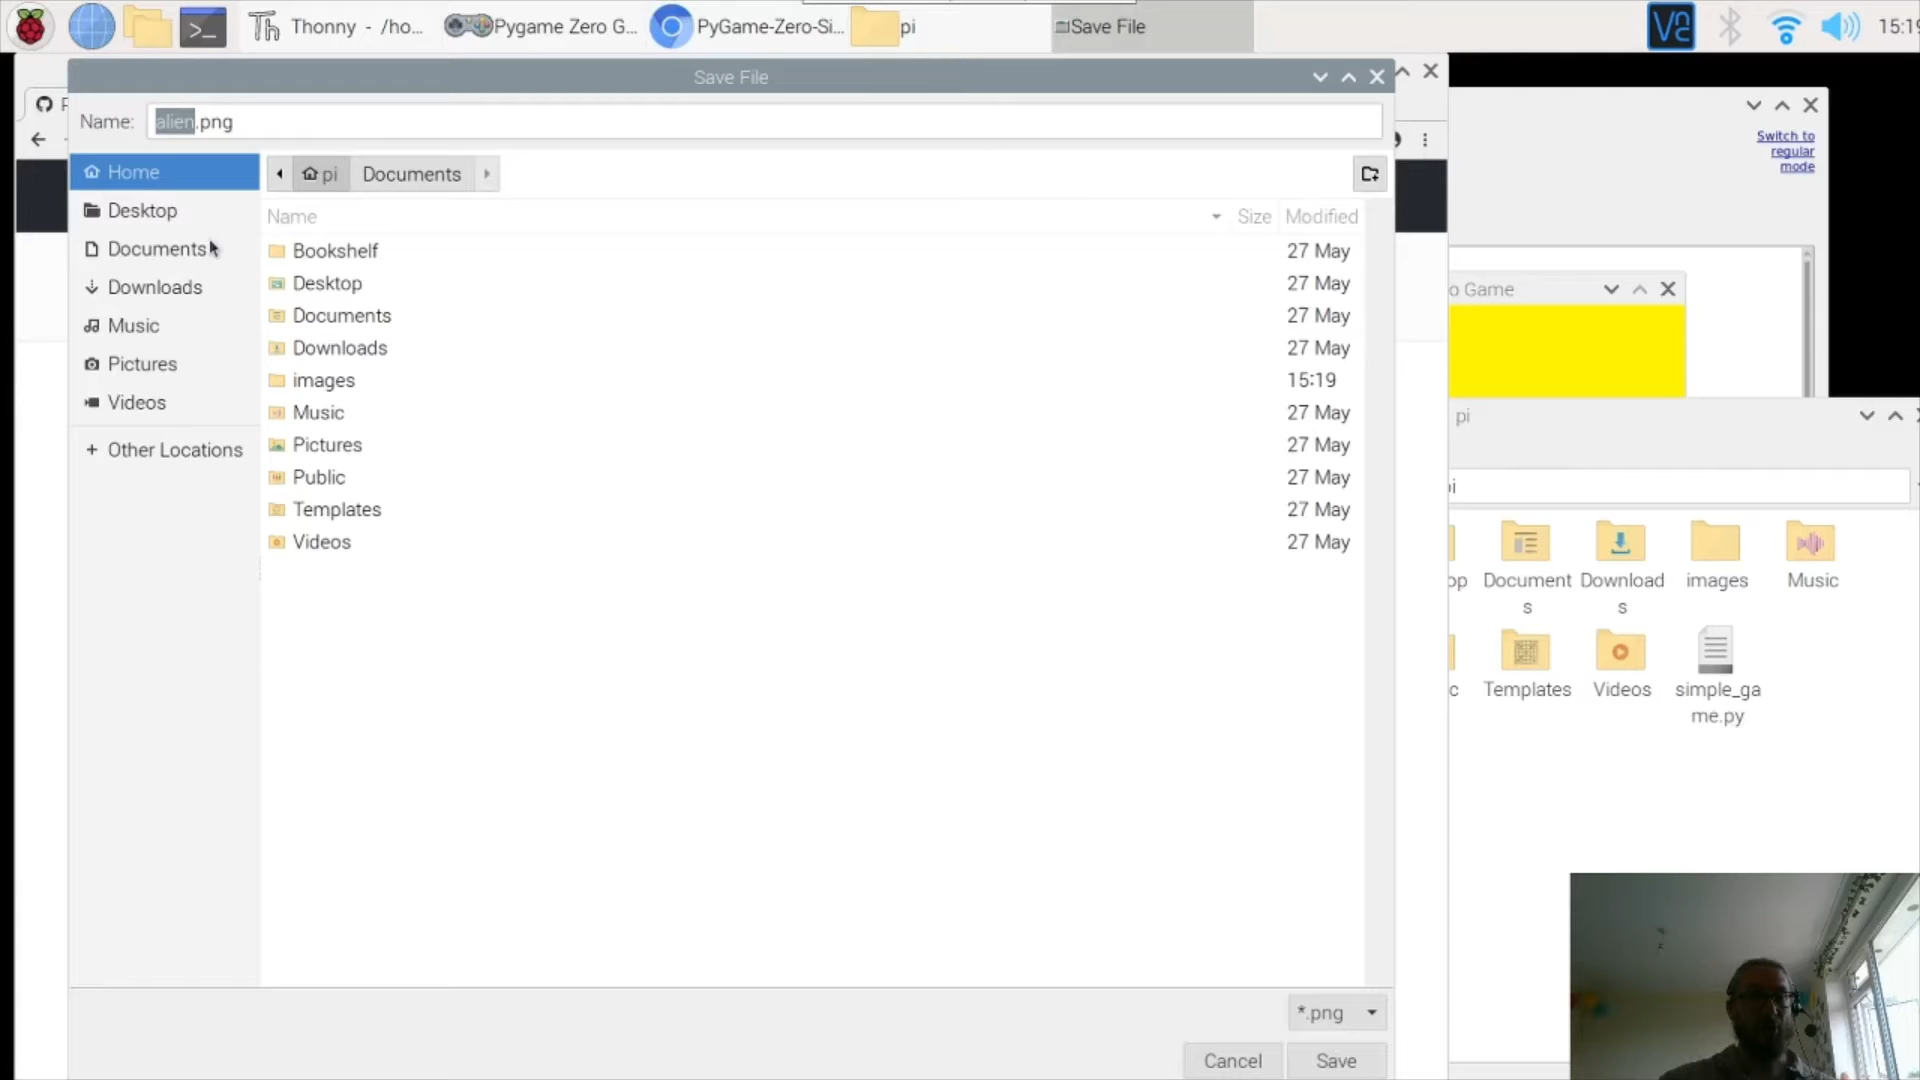 Thonny - /ho...
Pygame Zero G...
PyGame-Zero-Si...
pi
Save File
15:19
Save File
Name:
alien.png
Switch to
regular
mode
Home
pi
Documents
Desktop
Name
Size
Modified
Documents
Bookshelf
27 May
Downloads
Desktop
27 May
Music
Documents
27 May
Pictures
Downloads
27 May
Videos
images
15:19
Other Locations
Music
27 May
Pictures
27 May
Public
27 May
Templates
27 May
Videos
27 May
o Game
pi
pi
op
Document
s
Download
s
images
Music
c
Templates
Videos
simple_ga
me.py
*.png
Cancel
Save